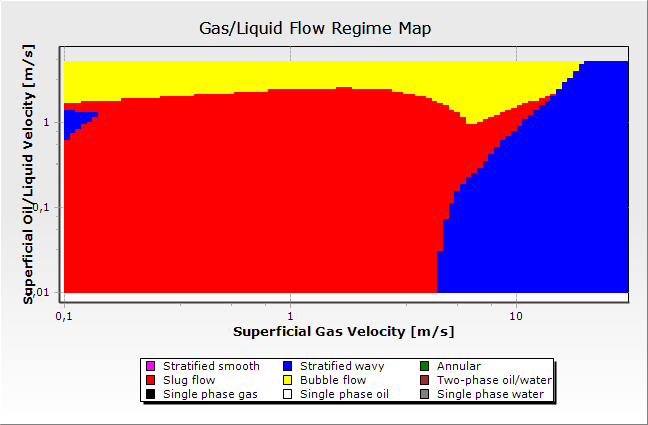 Gas/Liquid Flow Regime Map
Superficial Oil/Liquid Velocity [m/s]
1
0,1
0,01
0,1
1
10
Superficial Gas Velocity [m/s]
Stratified smooth
Stratified wavy
Annular
Slug flow
Bubble flow
Two-phase oil/water
Single phase gas
Single phase oil
Single phase water